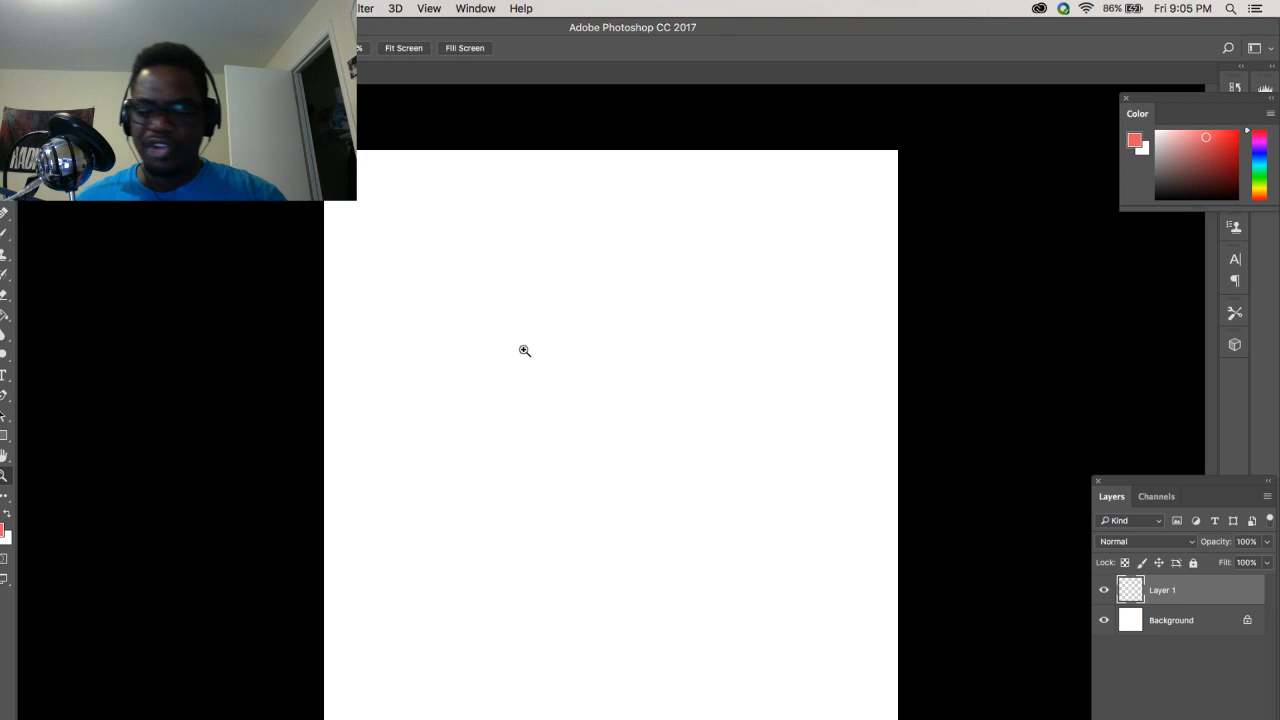 lter 3D View Window Help 86% Fri 9:05 PM
Adobe Photoshop CC 2017
% Fit Screen Fill Screen
Color
Layers Channels
Kind
Normal Opacity: 100%
Lock: Fill: 100%
Layer 1
Background